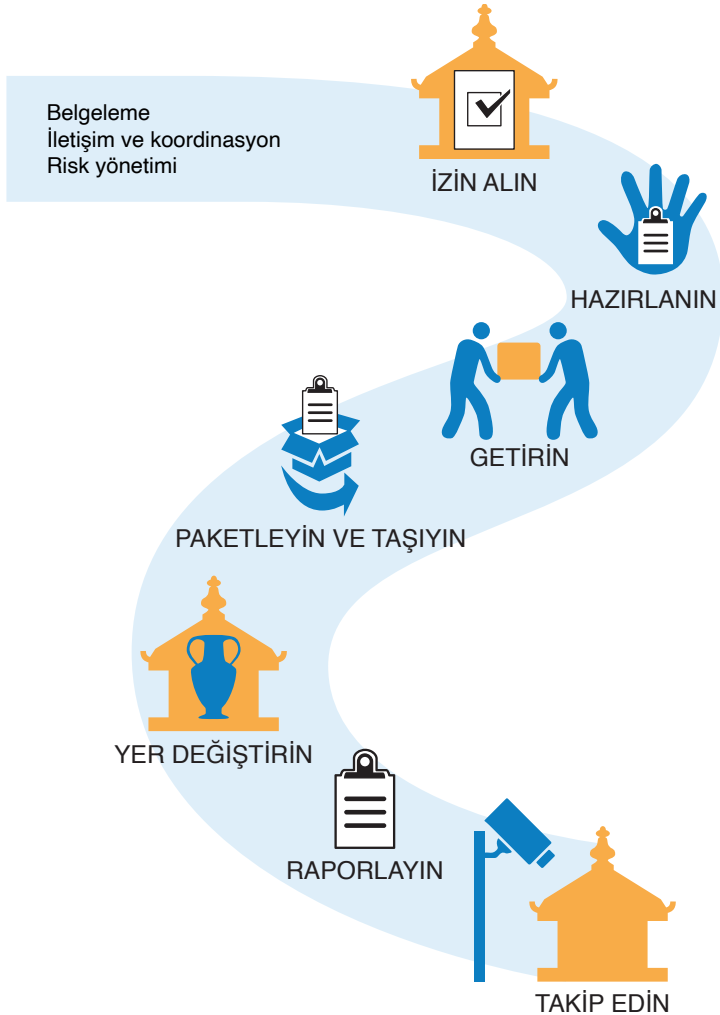 Belgeleme
İletişim ve koordinasyon
Risk yönetimi
İZİN ALIN
HAZIRLANIN
GETİRİN
PAKETLEYİN VE TAŞIYIN
YER DEĞİŞTİRİN
RAPORLAYIN
TAKİP EDİN